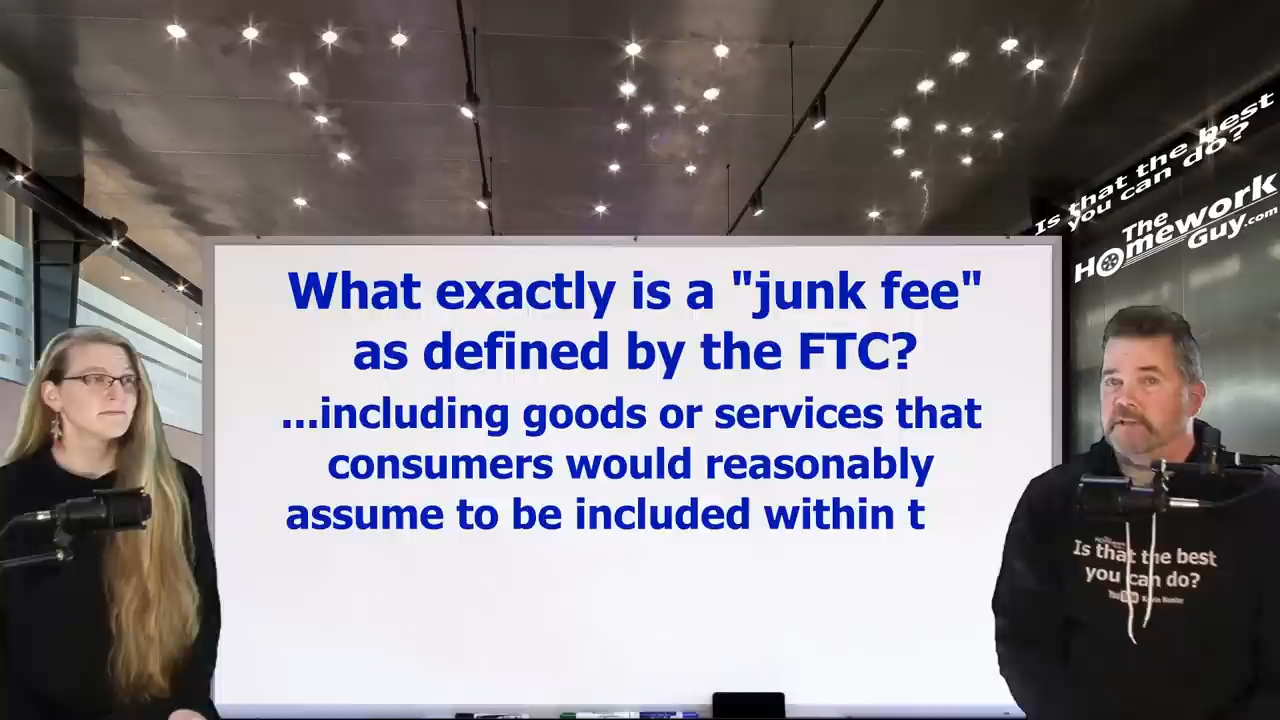 What exactly is a "junk fee"
as defined by the FTC?
...including goods or services that
consumers would reasonably
assume to be included within t
Is that the best
you can do?
The
Homework
Guy.com
Is that the best
you can do?